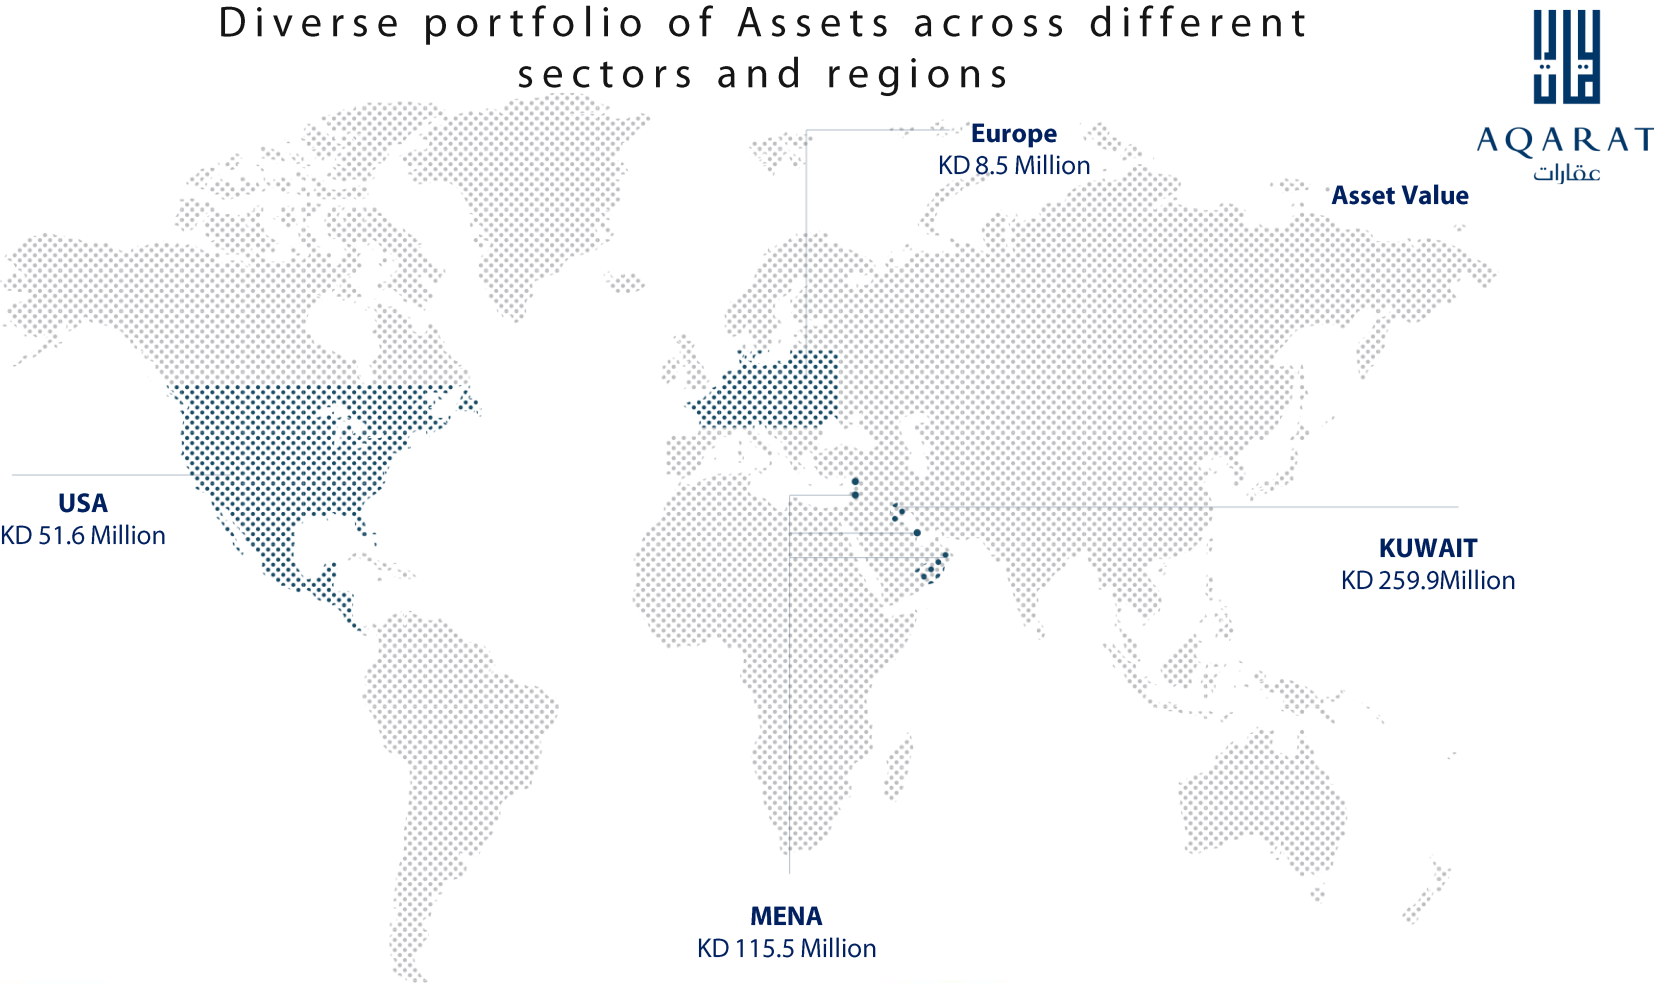 Diverse portfolio of Assets across different
sectors and regions
AQARAT
عقارات
Europe
KD 8.5 Million
Asset Value
USA
KD 51.6 Million
KUWAIT
KD 259.9Million
MENA
KD 115.5 Million